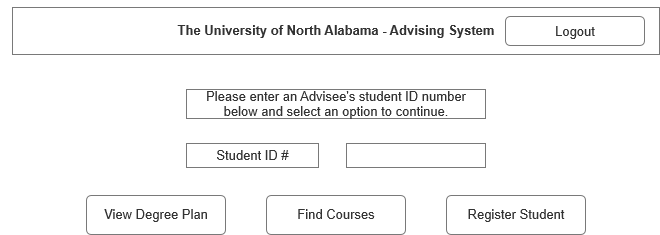 The University of North Alabama - Advising System
Logout
Please enter an Advisee's student ID number
below and select an option to continue.
Student ID #
View Degree Plan
Find Courses
Register Student